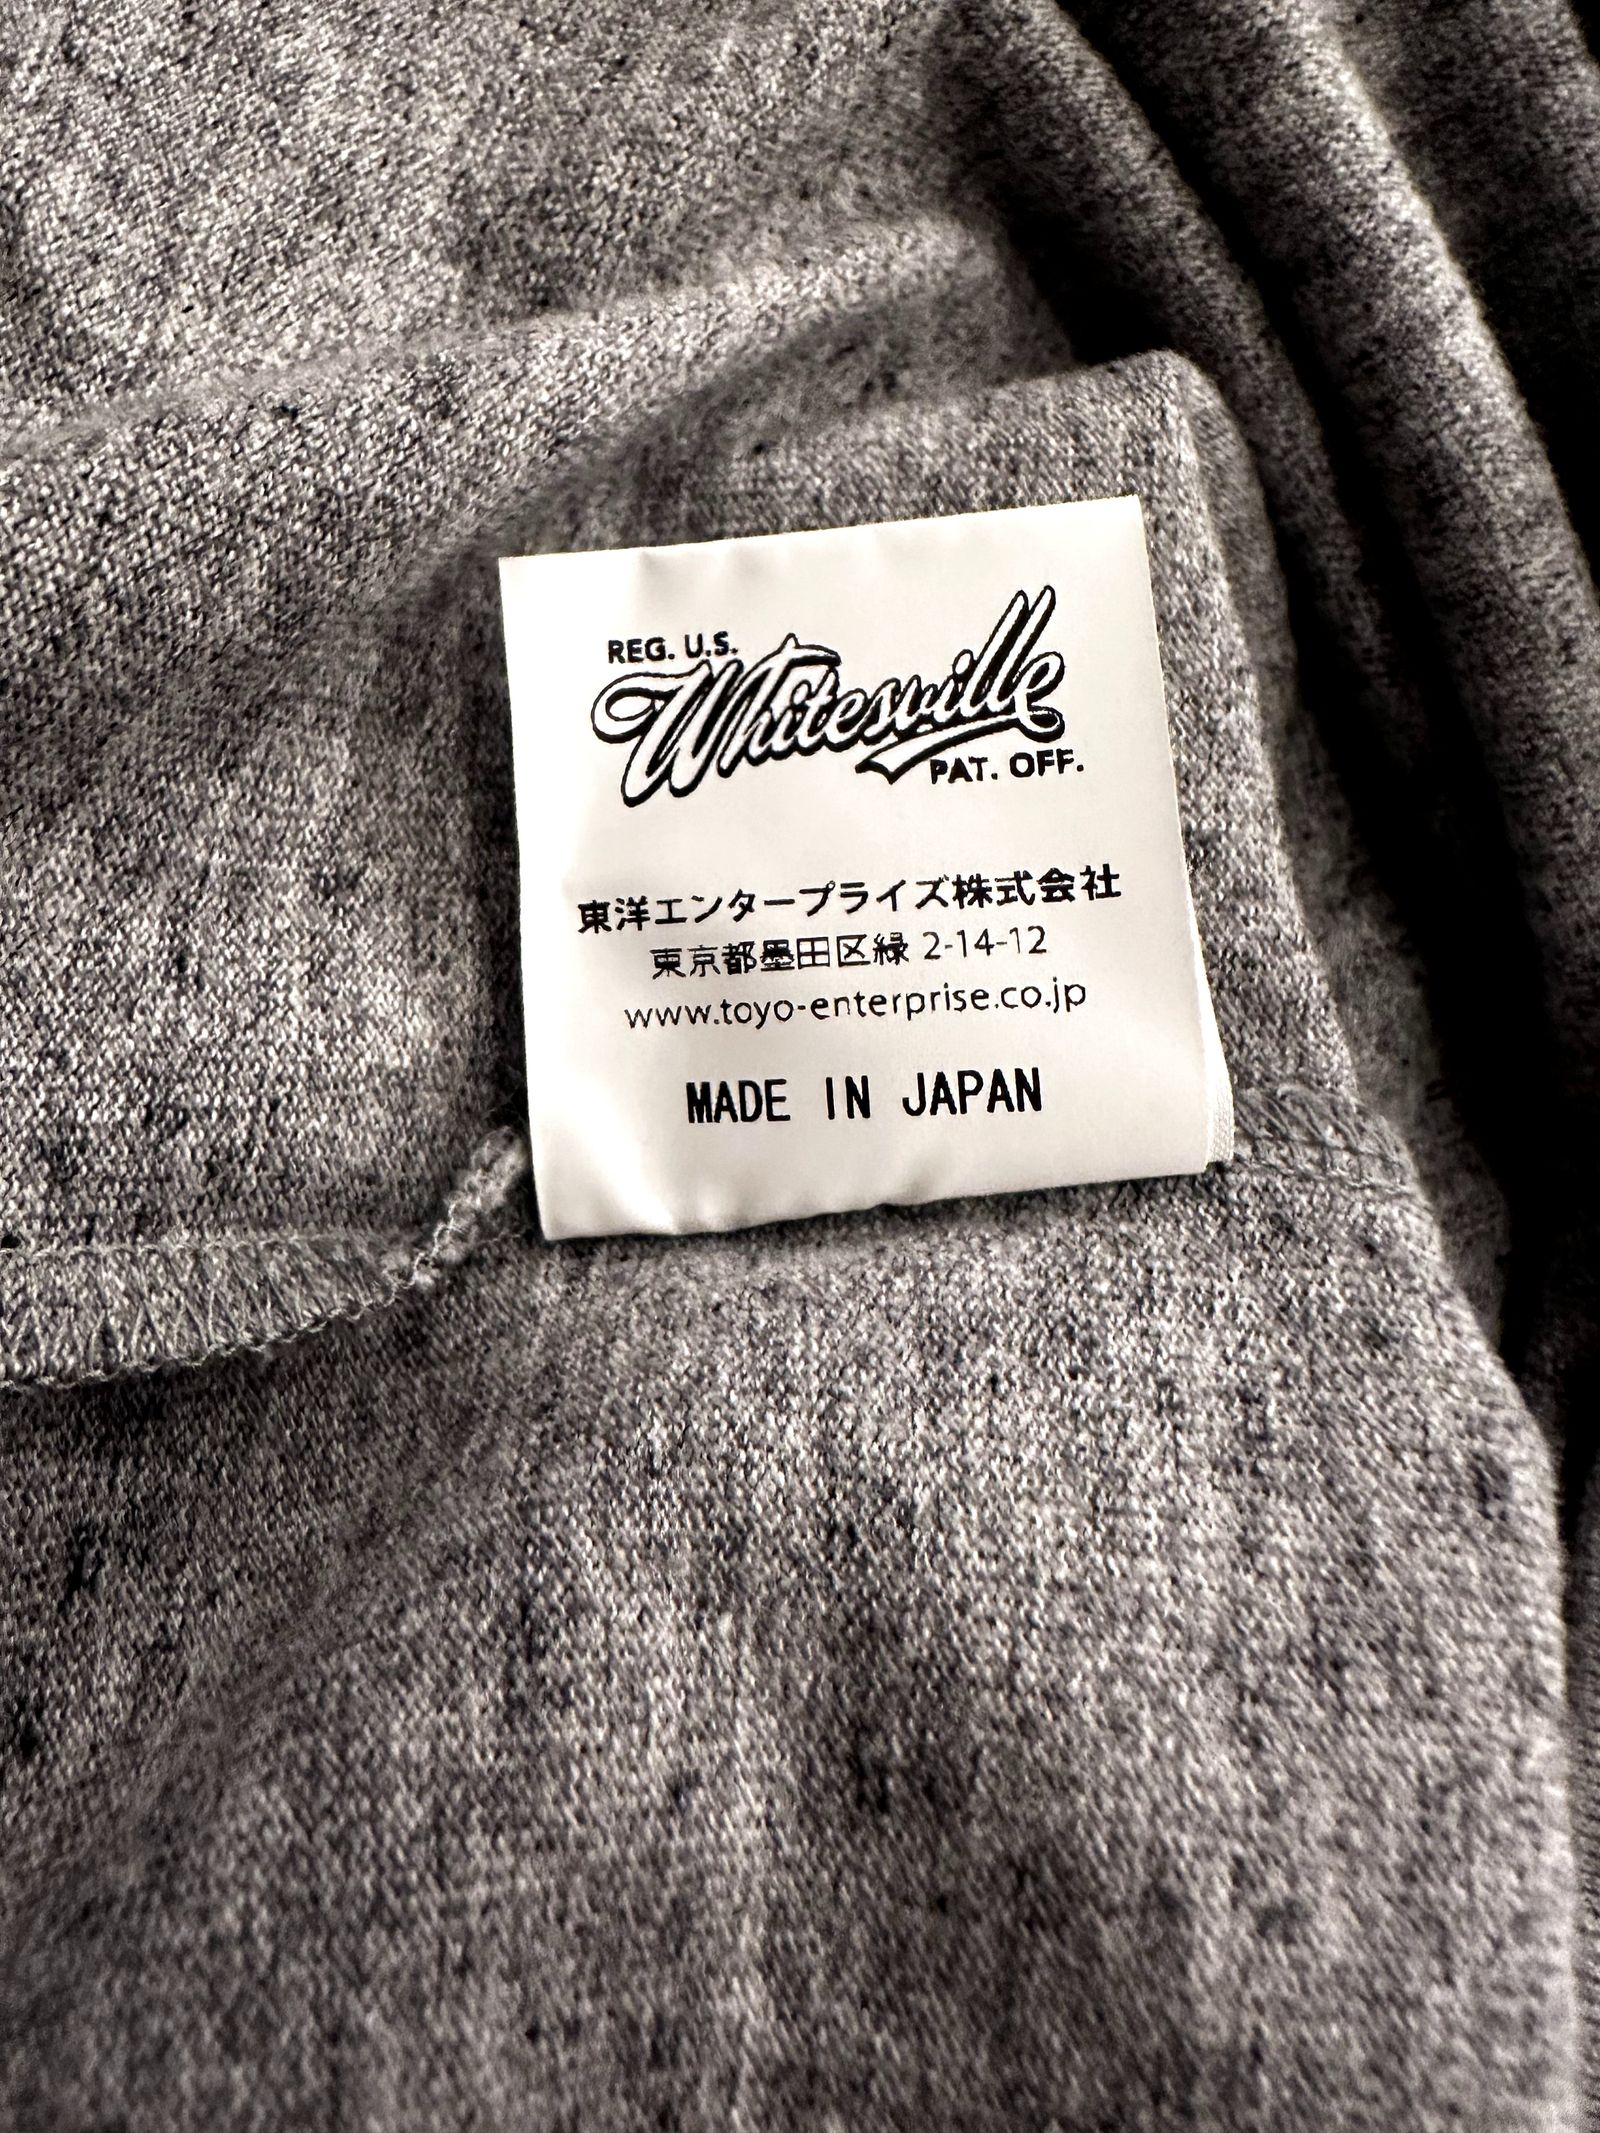 REG. U.S.
Whitesville
PAT. OFF.
東洋エンタープライズ株式会社
東京都墨田区緑 2-14-12
www.toyo-enterprise.co.jp
MADE IN JAPAN